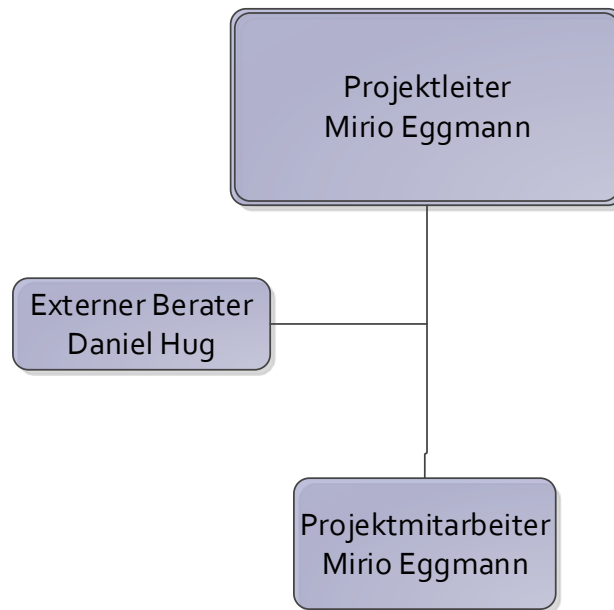 Projektleiter
Mirio Eggmann
Externer Berater
Daniel Hug
Projektmitarbeiter
Mirio Eggmann